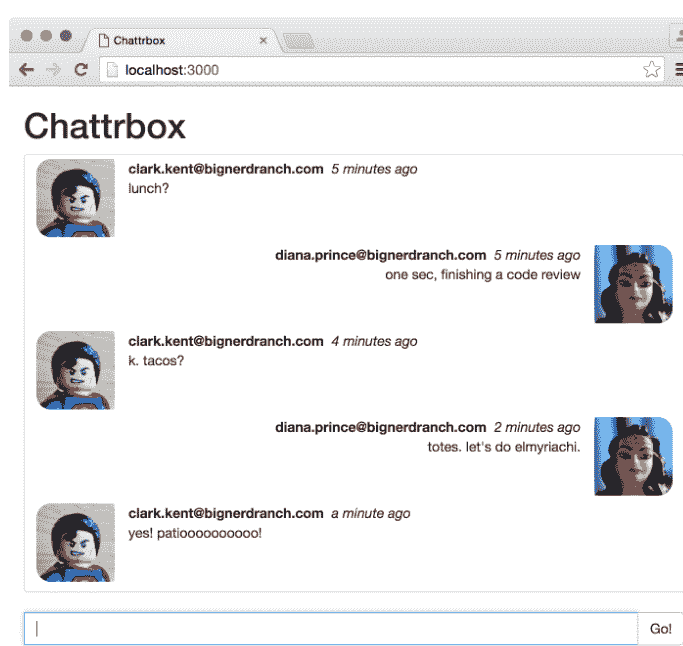 Chattrbox
localhost:3000
Chattrbox
clark.kent@bignerdranch.com 5 minutes ago
lunch?
diana.prince@bignerdranch.com 5 minutes ago
one sec, finishing a code review
clark.kent@bignerdranch.com 4 minutes ago
k. tacos?
diana.prince@bignerdranch.com 2 minutes ago
totes. let's do elmyriachi.
clark.kent@bignerdranch.com a minute ago
yes! patioooooooooo!
Go!